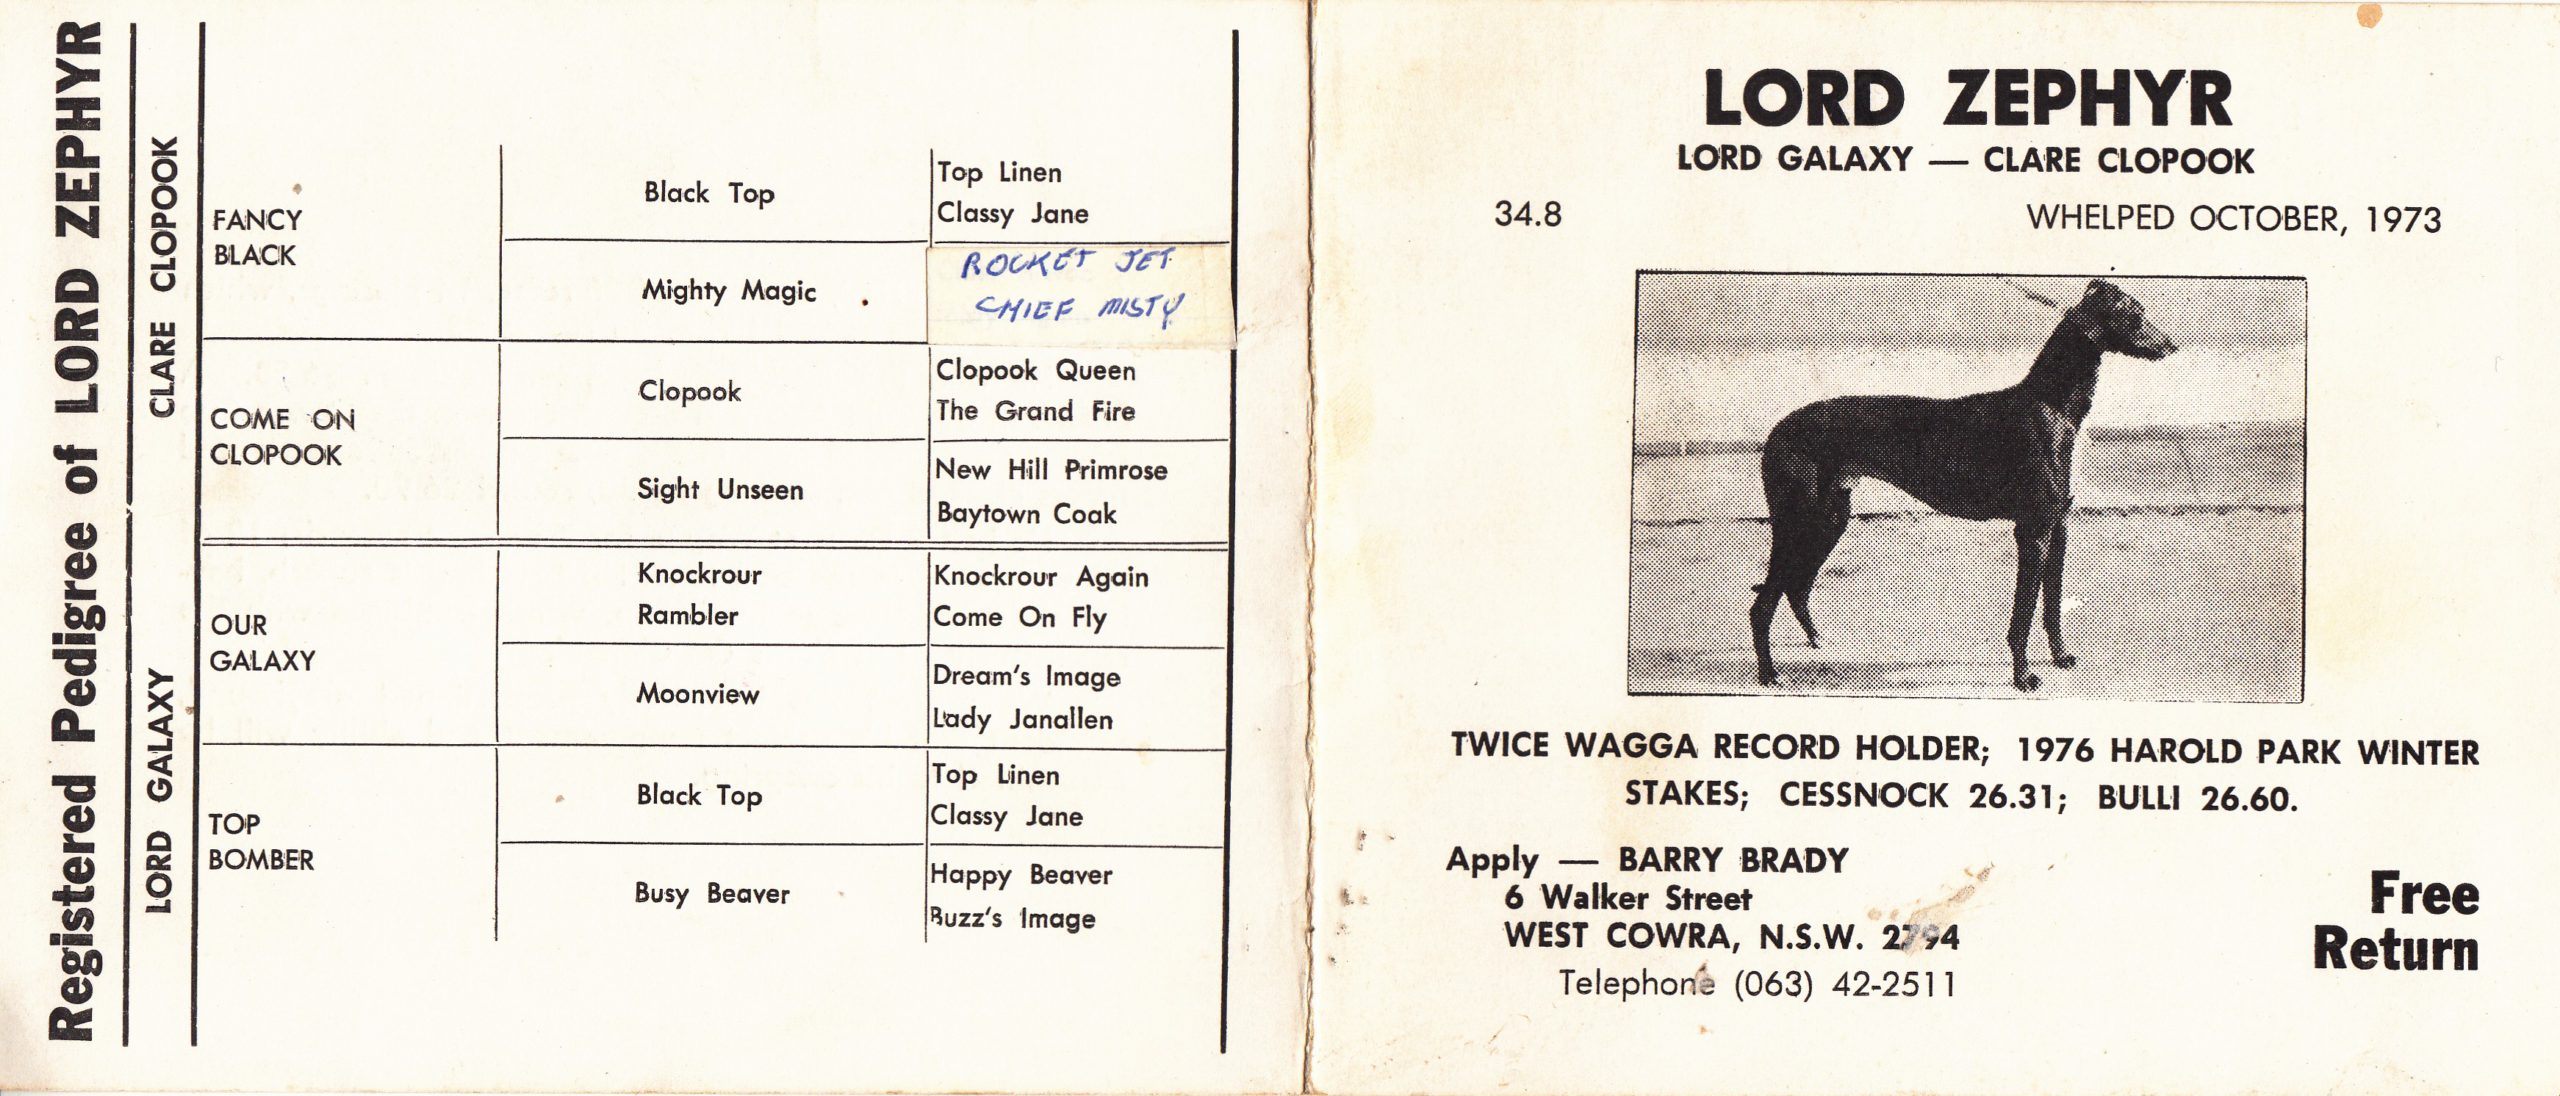 Registered Pedigree of LORD ZEPHYR
CLARE CLOPOOK
LORD GALAXY
FANCY
BLACK
Black Top
Top Linen
Classy Jane
Mighty Magic
ROCKET JET
CHIEF MISTY
COME ON
CLOPOOK
Clopook
Clopook Queen
The Grand Fire
Sight Unseen
New Hill Primrose
Baytown Coak
OUR
GALAXY
Knockrour
Rambler
Knockrour Again
Come On Fly
Moonview
Dream's Image
Lady Janallen
TOP
BOMBER
Black Top
Top Linen
Classy Jane
Busy Beaver
Happy Beaver
Buzz's Image
LORD ZEPHYR
LORD GALAXY — CLARE CLOPOOK
34.8
WHELPED OCTOBER, 1973
TWICE WAGGA RECORD HOLDER; 1976 HAROLD PARK WINTER
STAKES; CESSNOCK 26.31; BULLI 26.60.
Apply — BARRY BRADY
6 Walker Street
WEST COWRA, N.S.W. 2794
Telephone (063) 42-2511
Free
Return